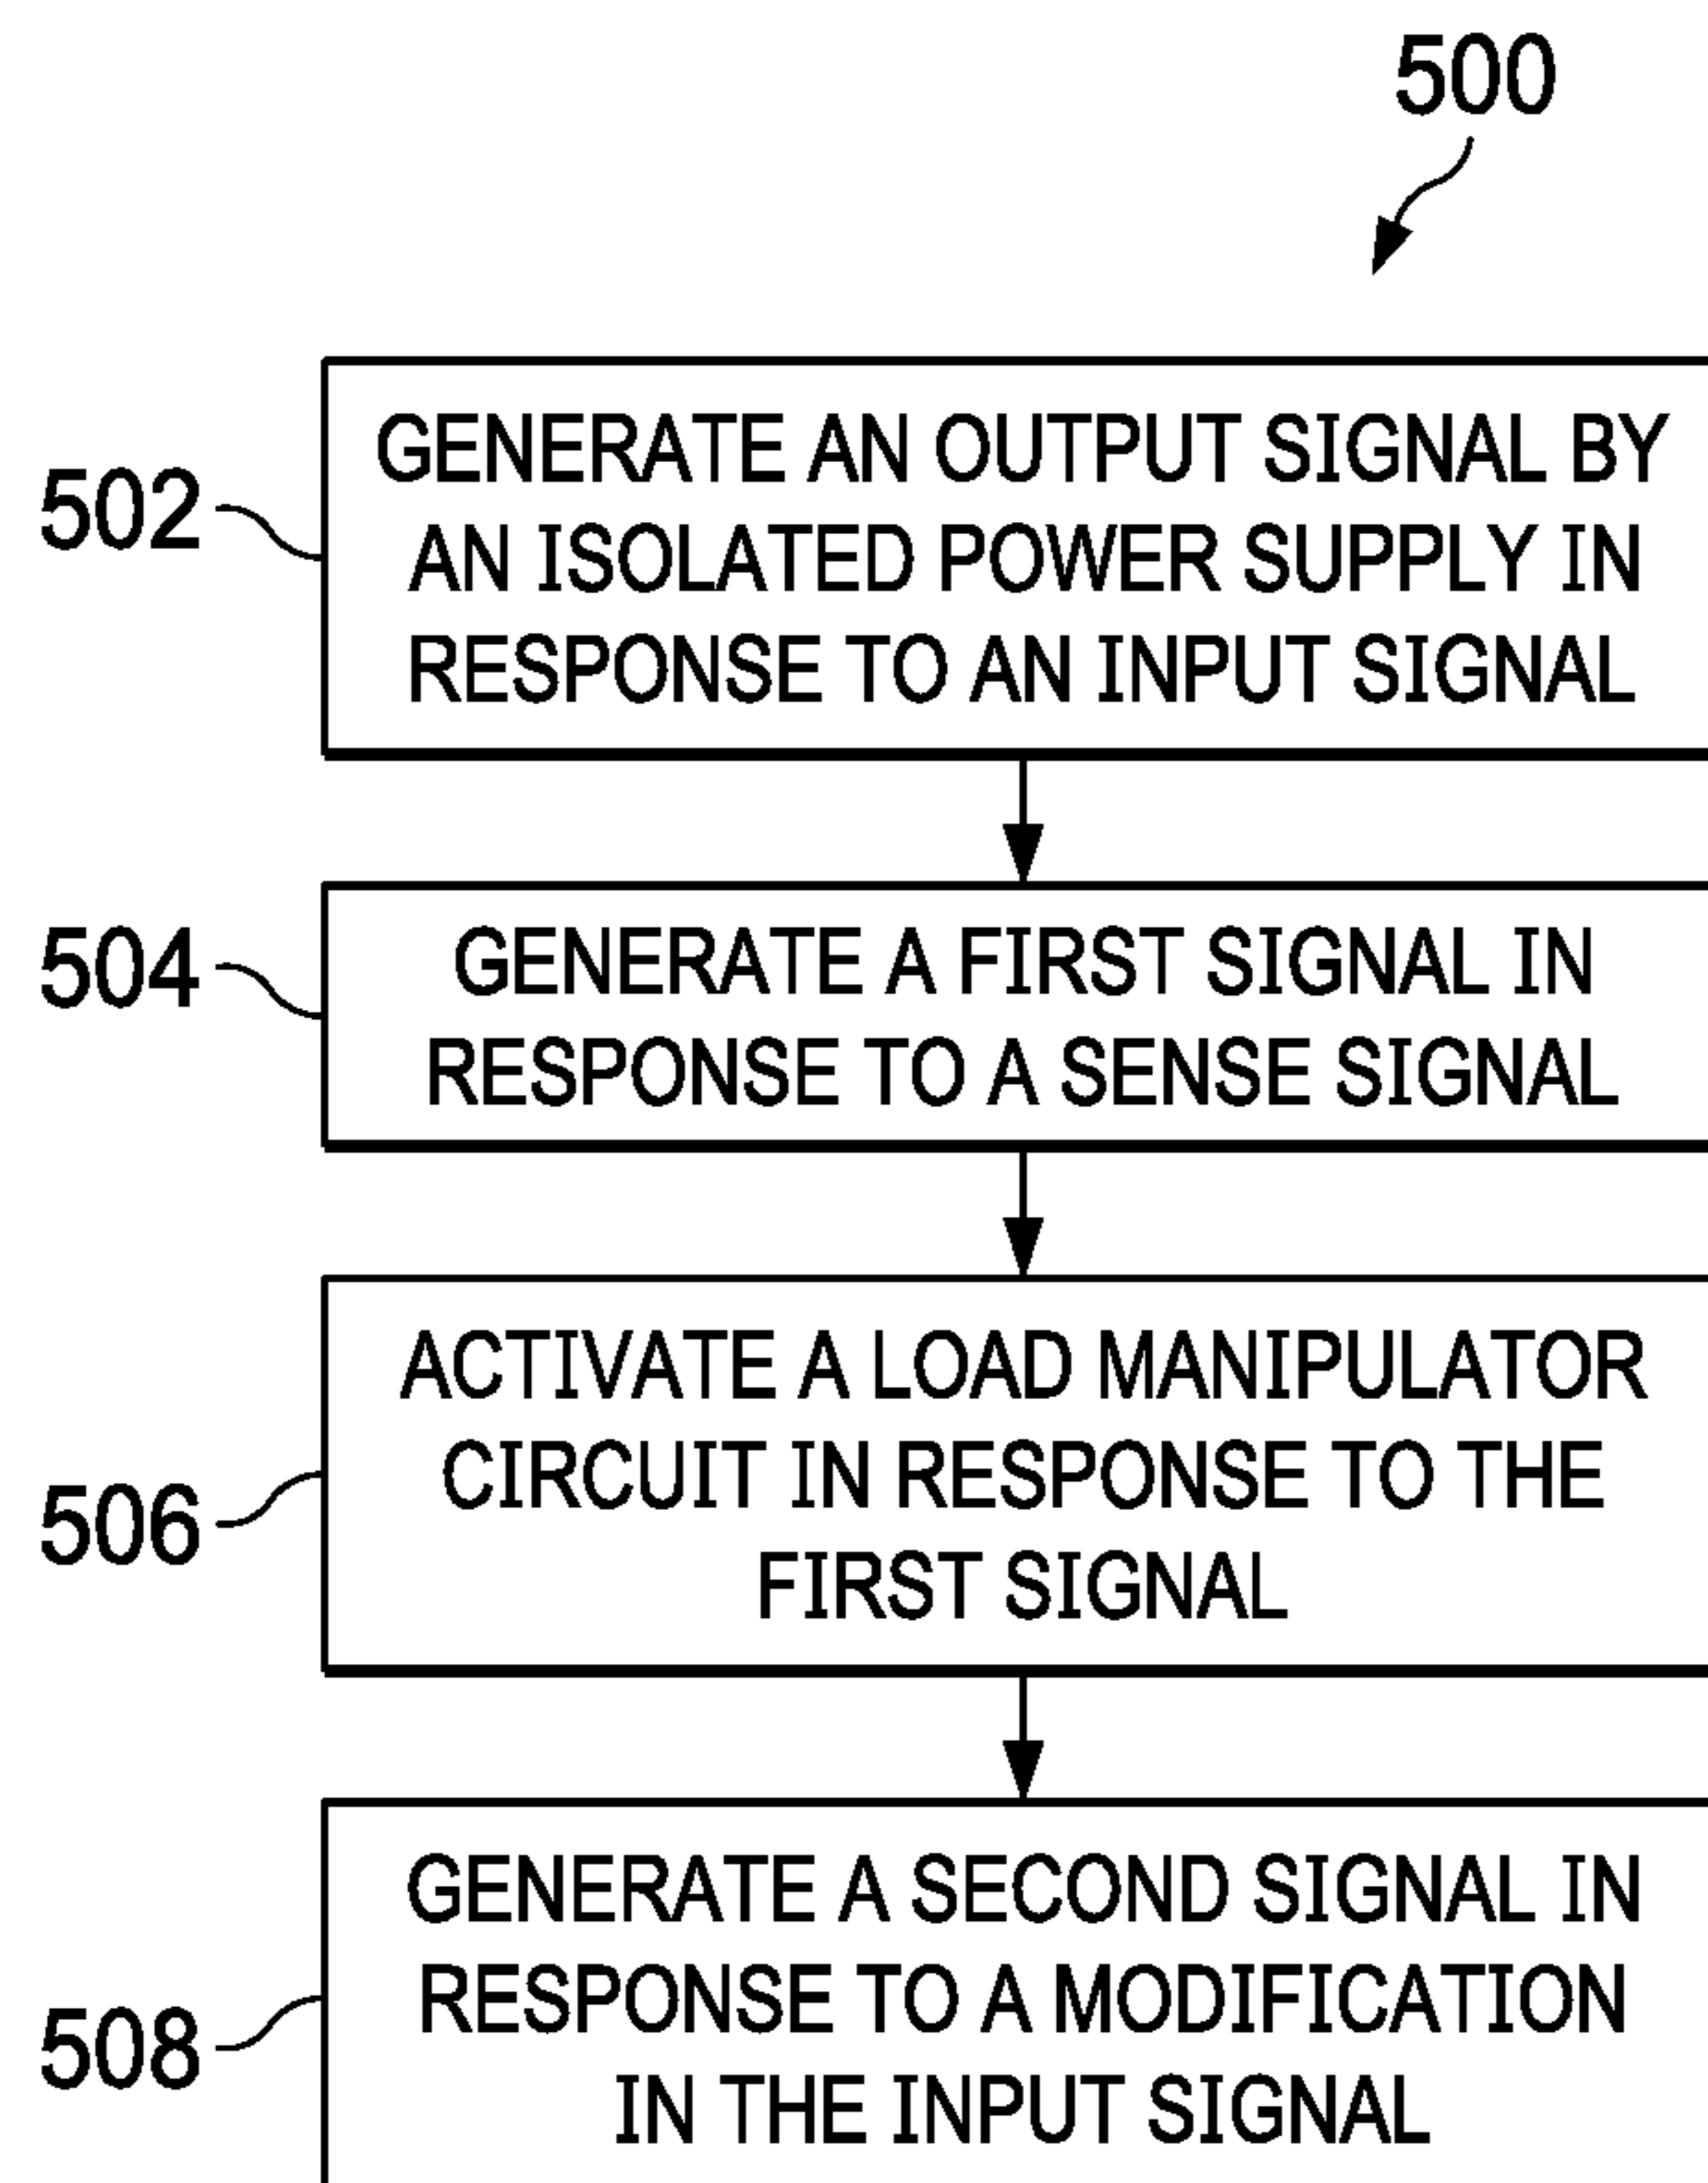 500
502
GENERATE AN OUTPUT SIGNAL BY
AN ISOLATED POWER SUPPLY IN
RESPONSE TO AN INPUT SIGNAL
504
GENERATE A FIRST SIGNAL IN
RESPONSE TO A SENSE SIGNAL
506
ACTIVATE A LOAD MANIPULATOR
CIRCUIT IN RESPONSE TO THE
FIRST SIGNAL
508
GENERATE A SECOND SIGNAL IN
RESPONSE TO A MODIFICATION
IN THE INPUT SIGNAL